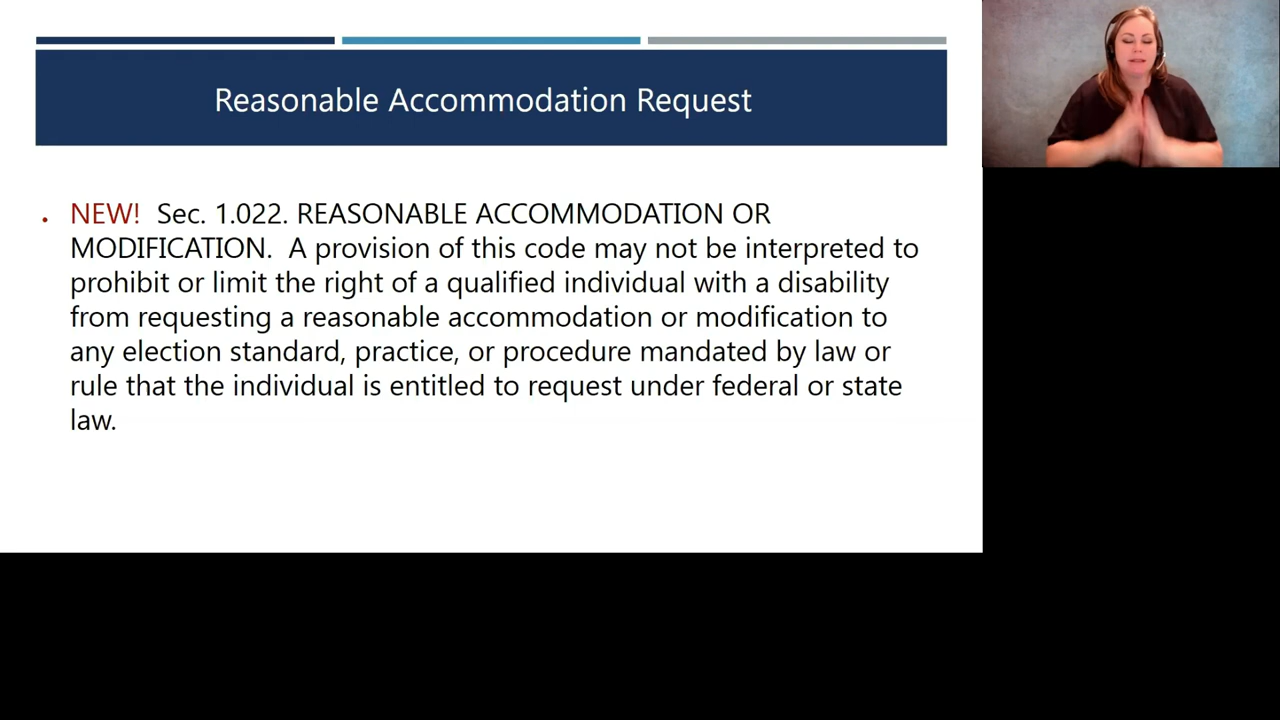 Reasonable Accommodation Request
• NEW! Sec. 1.022. REASONABLE ACCOMMODATION OR
MODIFICATION. A provision of this code may not be interpreted to
prohibit or limit the right of a qualified individual with a disability
from requesting a reasonable accommodation or modification to
any election standard, practice, or procedure mandated by law or
rule that the individual is entitled to request under federal or state
law.